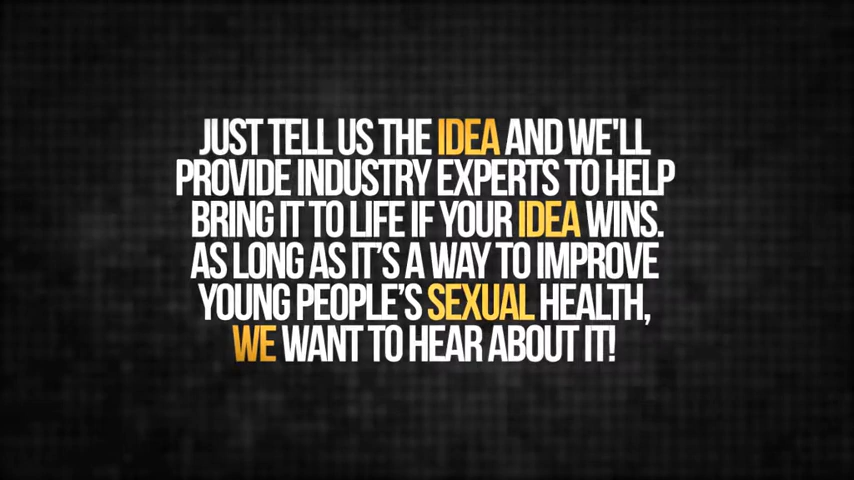 JUST TELL US THE IDEA AND WE'LL
PROVIDE INDUSTRY EXPERTS TO HELP
BRING IT TO LIFE IF YOUR IDEA WINS.
AS LONG AS IT’S A WAY TO IMPROVE
YOUNG PEOPLE’S SEXUAL HEALTH,
WE WANT TO HEAR ABOUT IT!